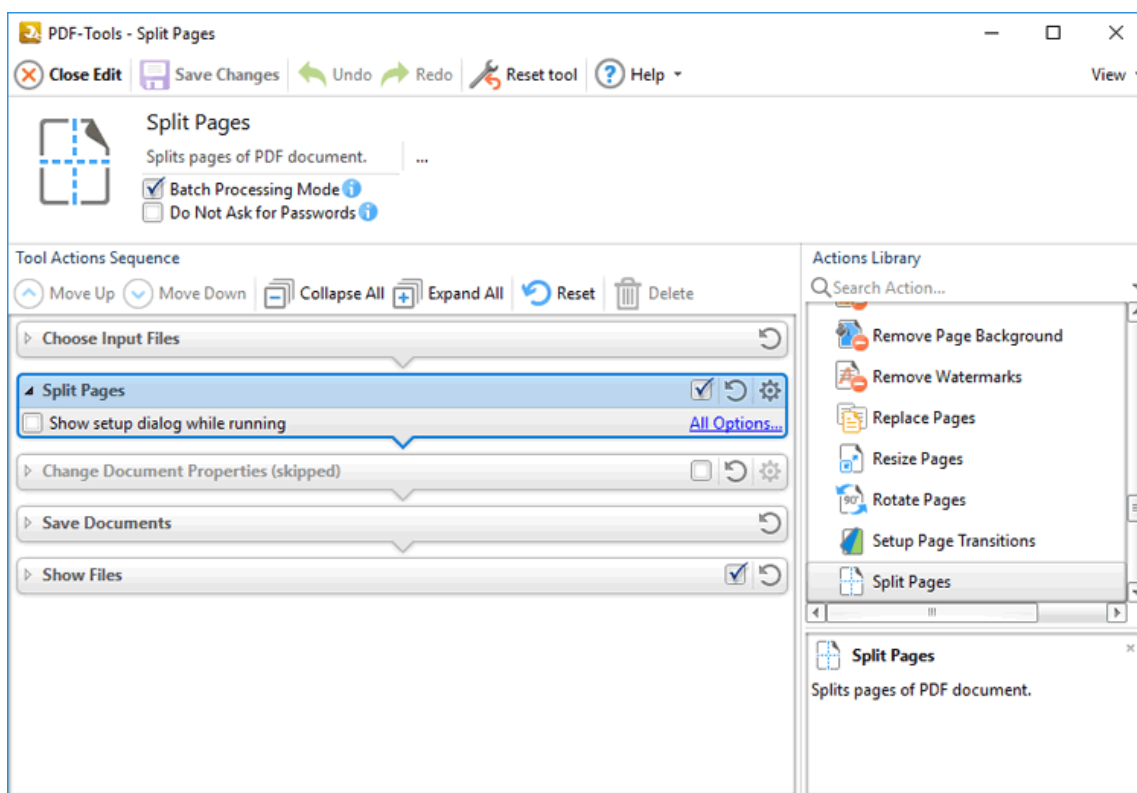 PDF-Tools - Split Pages
Close Edit Save Changes Undo Redo Reset tool ? Help View
Split Pages
Splits pages of PDF document. ...
Batch Processing Mode i
Do Not Ask for Passwords i
Tool Actions Sequence
Move Up Move Down Collapse All Expand All Reset Delete
Choose Input Files
Split Pages
Show setup dialog while running All Options...
Change Document Properties (skipped)
Save Documents
Show Files
Actions Library
Search Action...
Remove Page Background
Remove Watermarks
Replace Pages
Resize Pages
90° Rotate Pages
Setup Page Transitions
Split Pages
Split Pages
Splits pages of PDF document.